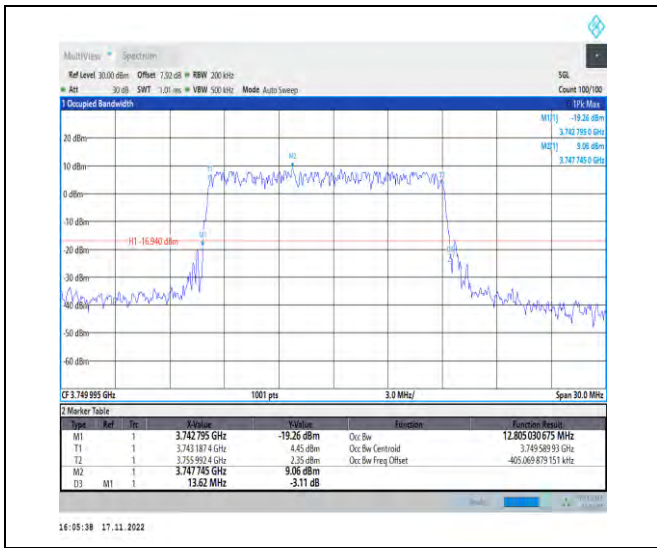 MultiView Spectrum
Ref Level 30.00 dBm Offset 7.92 dB RBW 200 kHz SGL
Att 30 dB SWT 1.01 ms VBW 500 kHz Mode Auto Sweep Count 100/100
1 Occupied Bandwidth 1Pk Max
M1[1] -19.26 dBm
3.742 795 0 GHz
M2[1] 9.06 dBm
3.747 745 0 GHz
20 dBm
M2
10 dBm
T1
T2
0 dBm
-10 dBm
M1
H1 -16.940 dBm
-20 dBm
D3
-30 dBm
-40 dBm
-50 dBm
-60 dBm
CF 3.749 995 GHz 1001 pts 3.0 MHz/ Span 30.0 MHz
2 Marker Table
Type Ref Trc X-Value Y-Value Function Function Result
M1 1 3.742 795 GHz -19.26 dBm Occ Bw 12.805 030 675 MHz
T1 1 3.743 187 4 GHz 4.45 dBm Occ Bw Centroid 3.749 589 93 GHz
T2 1 3.755 992 4 GHz 2.35 dBm Occ Bw Freq Offset -405.069 879 151 kHz
M2 1 3.747 745 GHz 9.06 dBm
D3 M1 1 13.62 MHz -3.11 dB
16:05:38 17.11.2022